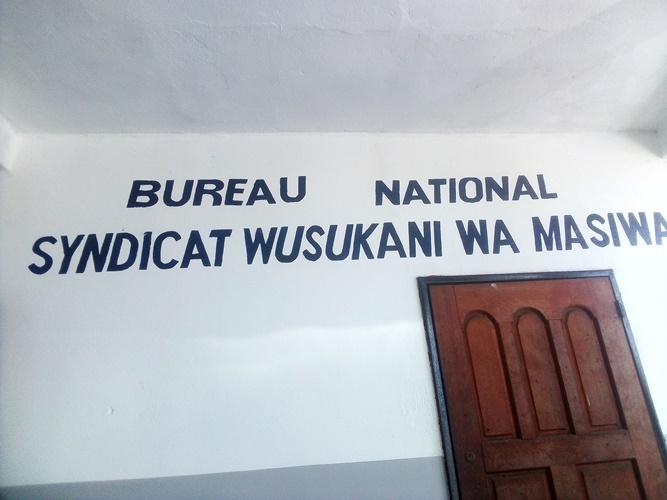 BUREAU NATIONAL
SYNDICAT WUSUKANI WA MASIWA